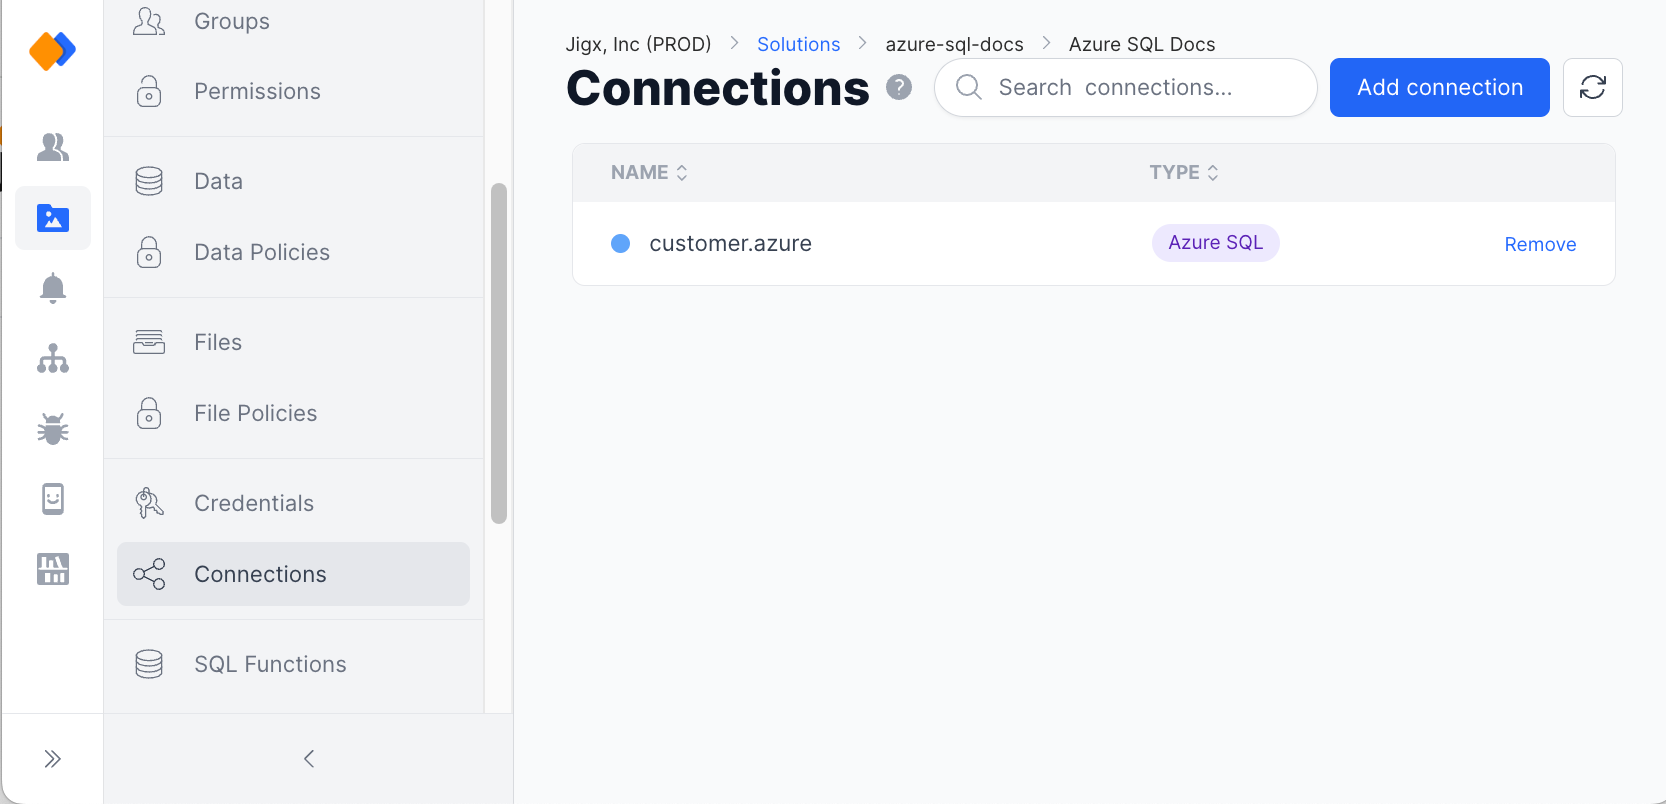 Groups
Permissions
Data
Data Policies
Files
File Policies
Credentials
Connections
SQL Functions
Jigx, Inc (PROD) > Solutions > azure-sql-docs > Azure SQL Docs
Connections ? Search connections... Add connection
NAME TYPE
customer.azure Azure SQL Remove